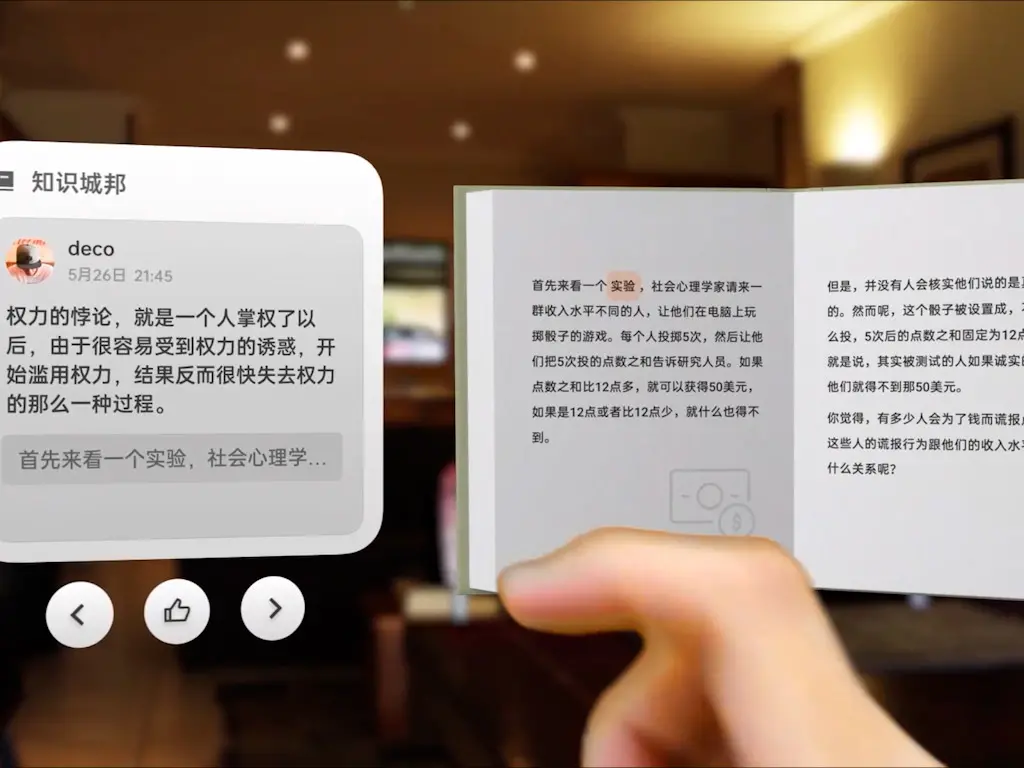 知识城邦
deco
5月26日 21:45
权力的悖论，就是一个人掌权了以
后，由于很容易受到权力的诱惑，开
始滥用权力，结果反而很快失去权力
的那么一种过程。
首先来看一个实验，社会心理学...
首先来看一个 实验 ，社会心理学家请来一
群收入水平不同的人，让他们在电脑上玩
掷骰子的游戏。每个人投掷5次，然后让他
们把5次投的点数之和告诉研究人员。如果
点数之和比12点多，就可以获得50美元，
如果是12点或者比12点少，就什么也得不
到。
但是，并没有人会核实他们说的是
的。然而呢，这个骰子被设置成，
么投，5次后的点数之和固定为12点
就是说，其实被测试的人如果诚实
他们就得不到那50美元。
你觉得，有多少人会为了钱而谎报
这些人的谎报行为跟他们的收入水
什么关系呢？